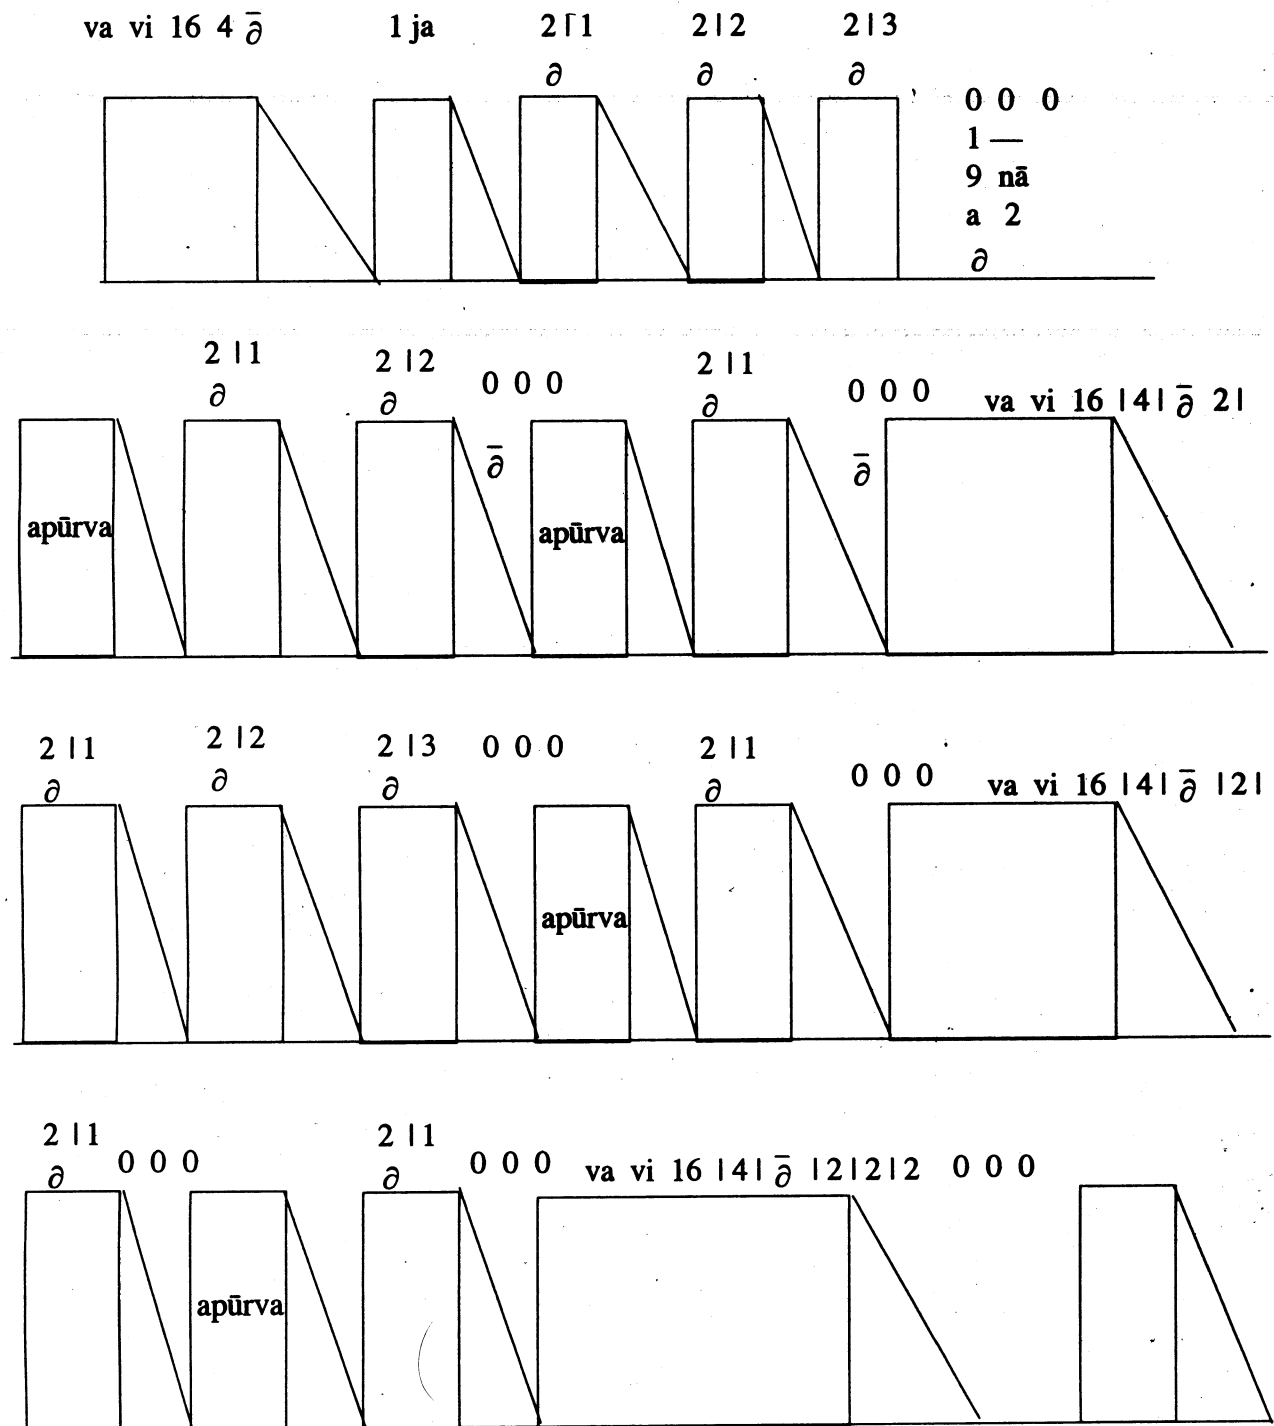 va vi 16 4 ∂̄ 1 ja 2 ऻ 1 2 I 2 2 I 3
∂ ∂ ∂
0 0 0
1 —
9 nā
a 2
∂
2 I 1 2 I 2 0 0 0 2 I 1 0 0 0 va vi 16 I 4 I ∂̄ 2 I
∂ ∂ ∂
∂̄ ∂̄
apūrva apūrva
2 I 1 2 I 2 2 I 3 0 0 0 2 I 1 0 0 0 va vi 16 I 4 I ∂̄ I 2 I
∂ ∂ ∂ ∂
apūrva
2 I 1 0 0 0 2 I 1 0 0 0 va vi 16 I 4 I ∂̄ I 2 I 2 I 2 0 0 0
∂ ∂
apūrva